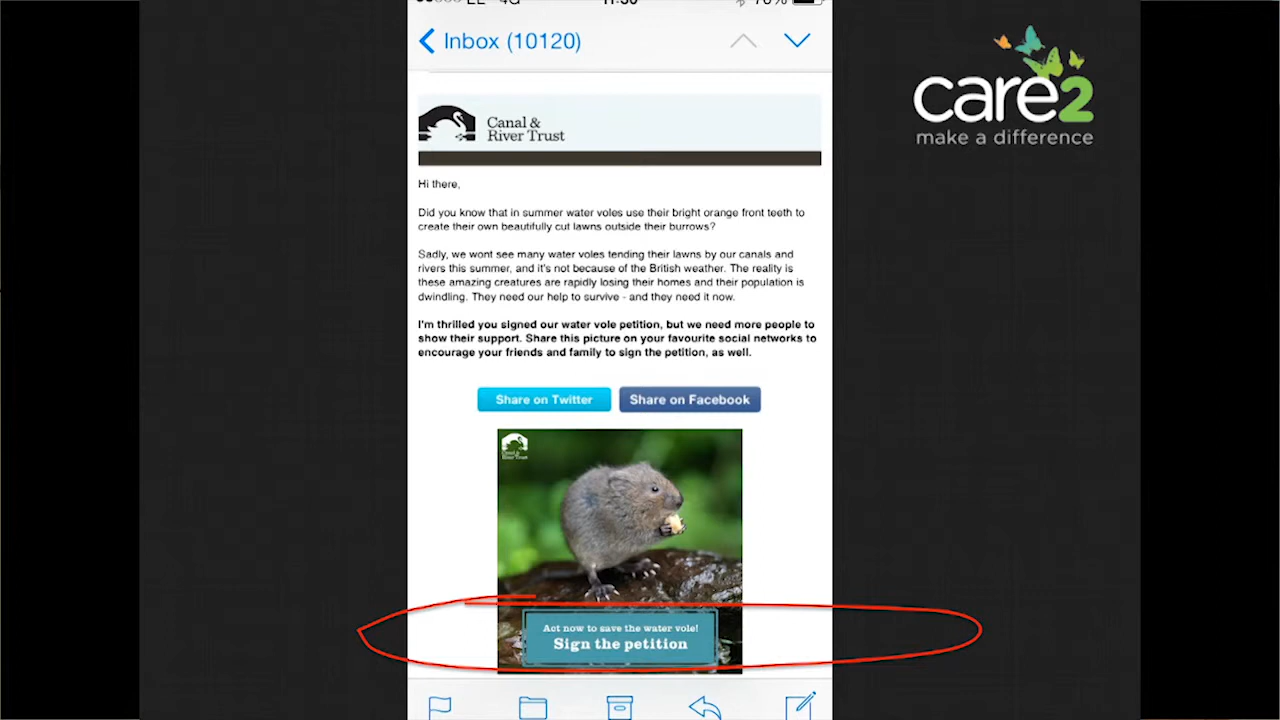 Inbox (10120)
care2
make a difference
Canal &
River Trust
Hi there,
Did you know that in summer water voles use their bright orange front teeth to
create their own beautifully cut lawns outside their burrows?
Sadly, we wont see many water voles tending their lawns by our canals and
rivers this summer, and it's not because of the British weather. The reality is
these amazing creatures are rapidly losing their homes and their population is
dwindling. They need our help to survive - and they need it now.
I'm thrilled you signed our water vole petition, but we need more people to
show their support. Share this picture on your favourite social networks to
encourage your friends and family to sign the petition, as well.
Share on Twitter Share on Facebook
Canal &
River Trust
Act now to save the water vole!
Sign the petition